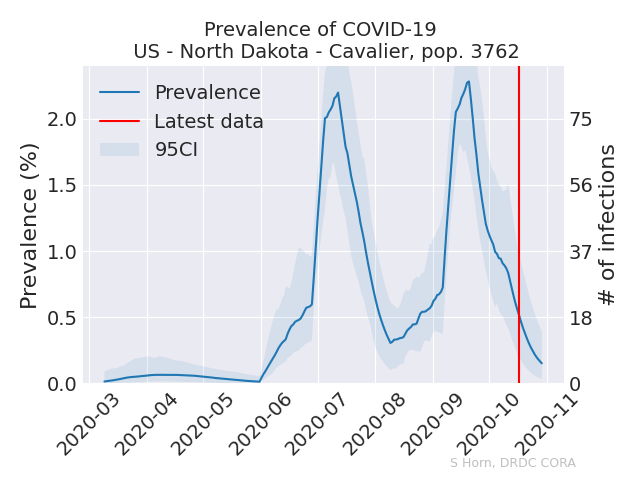 Prevalence of COVID-19
US - North Dakota - Cavalier, pop. 3762
Prevalence
Latest data
95CI
Prevalence (%)
2.0
1.5
1.0
0.5
0.0
75
56
37
18
0
# of infections
2020-03
2020-04
2020-05
2020-06
2020-07
2020-08
2020-09
2020-10
2020-11
S Horn, DRDC CORA